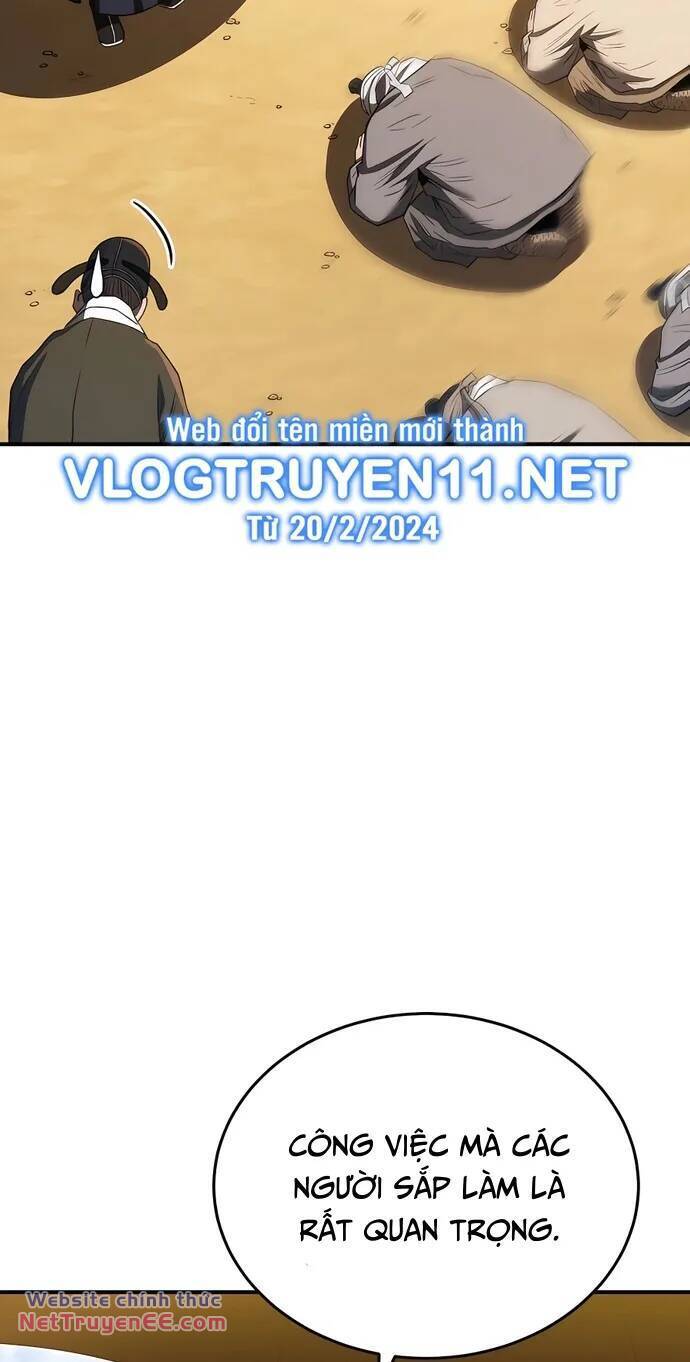 Web đổi tên miền mới thành
VLOGTRUYEN11.NET
Từ 20/2/2024
CÔNG VIỆC MÀ CÁC
NGƯỜI SẮP LÀM LÀ
RẤT QUAN TRỌNG.
Website chính thức
NetTruyenEE.com